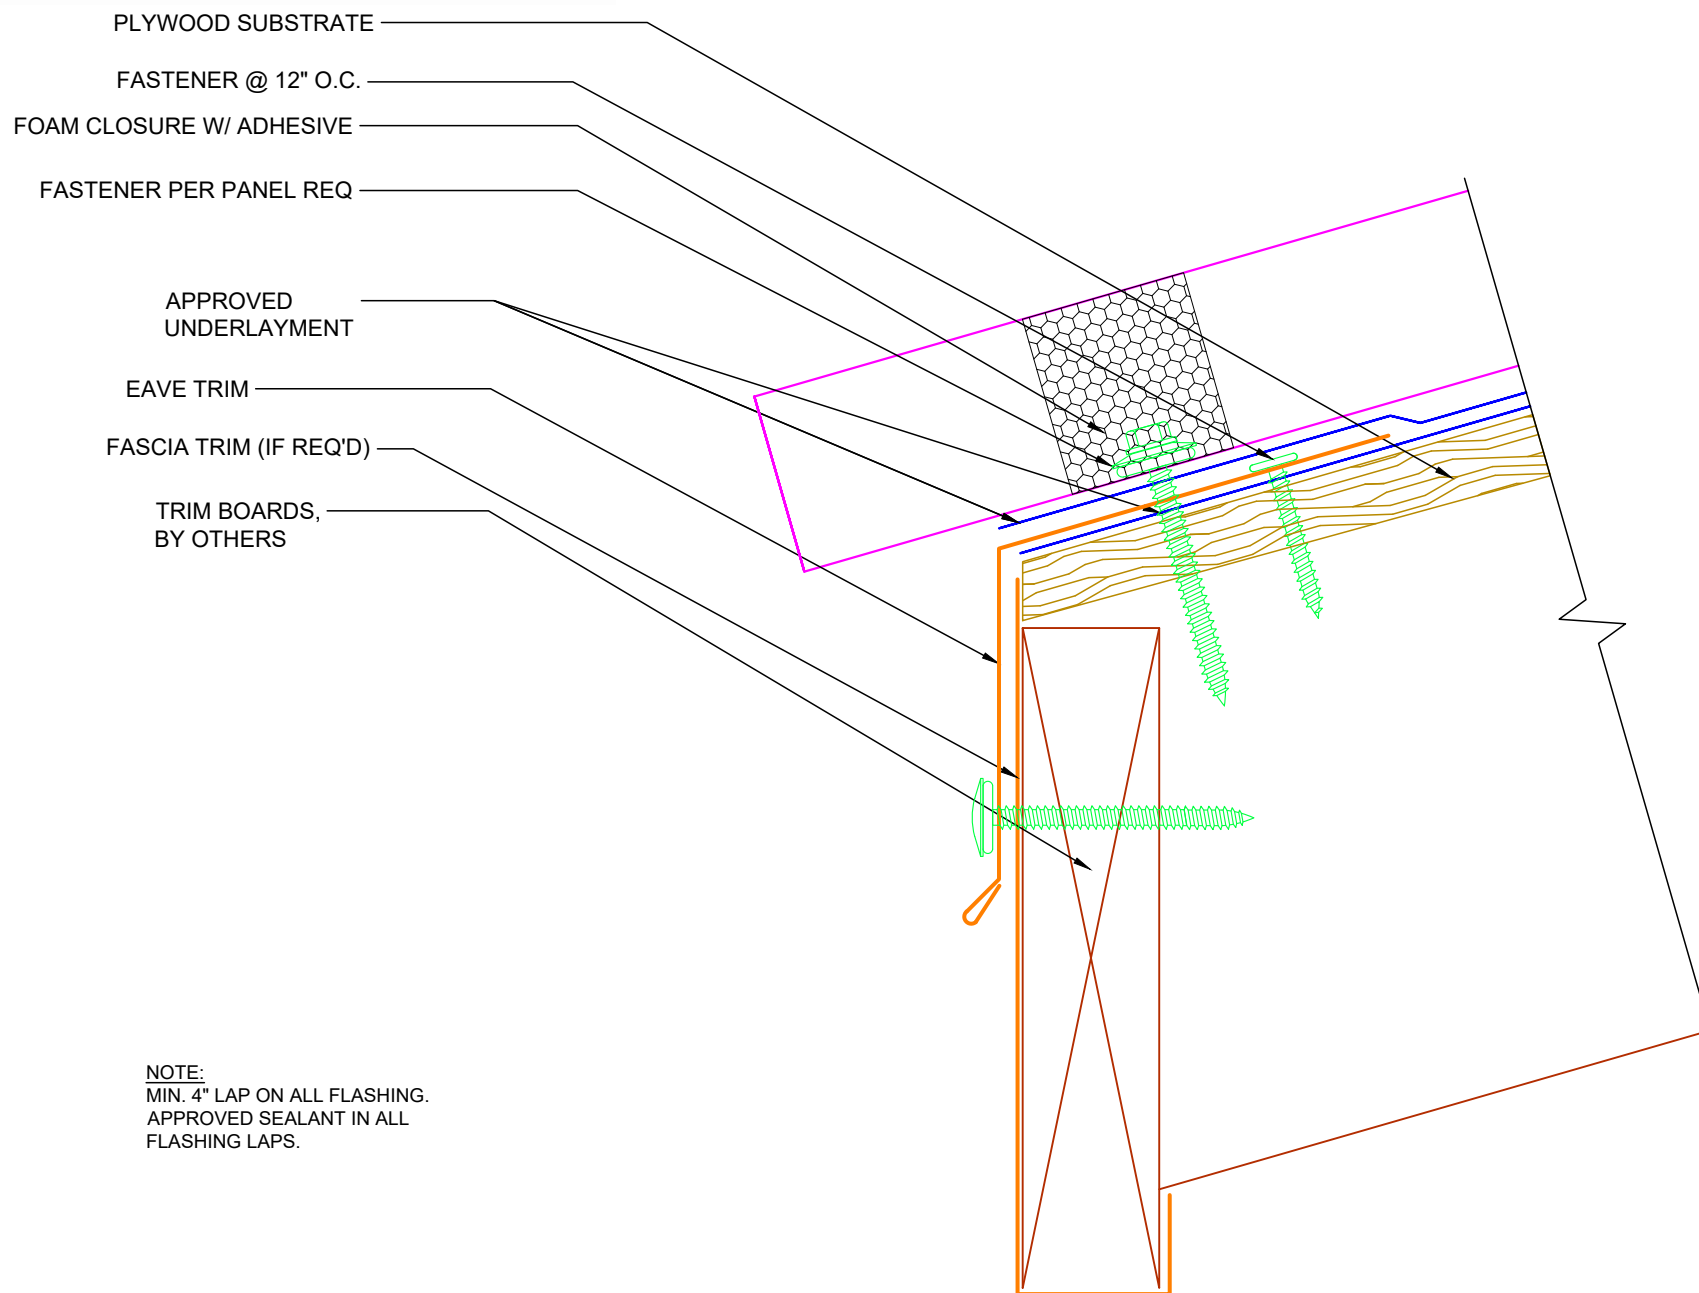 PLYWOOD SUBSTRATE
FASTENER @ 12" O.C.
FOAM CLOSURE W/ ADHESIVE
FASTENER PER PANEL REQ
APPROVED
UNDERLAYMENT
EAVE TRIM
FASCIA TRIM (IF REQ'D)
TRIM BOARDS,
BY OTHERS
NOTE:
MIN. 4" LAP ON ALL FLASHING.
APPROVED SEALANT IN ALL
FLASHING LAPS.